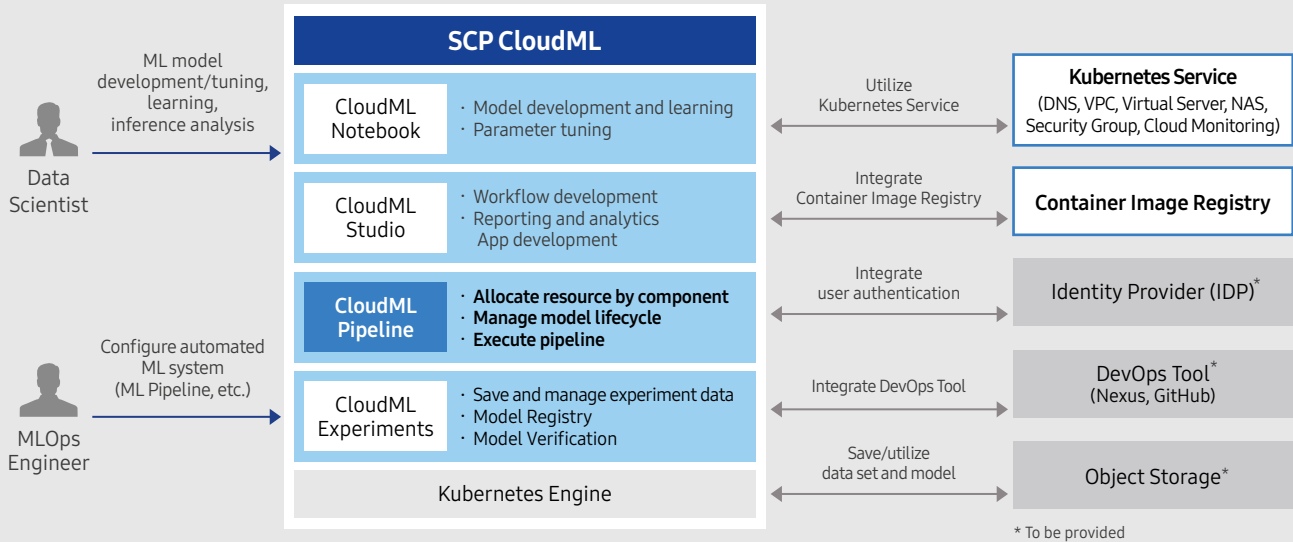 ML model
development/tuning,
learning,
inference analysis
Data
Scientist
Configure automated
ML system
(ML Pipeline, etc.)
MLOps
Engineer
SCP CloudML
CloudML
Notebook
· Model development and learning
· Parameter tuning
CloudML
Studio
· Workflow development
· Reporting and analytics
App development
CloudML
Pipeline
· Allocate resource by component
· Manage model lifecycle
· Execute pipeline
CloudML
Experiments
· Save and manage experiment data
· Model Registry
· Model Verification
Kubernetes Engine
Utilize
Kubernetes Service
Kubernetes Service
(DNS, VPC, Virtual Server, NAS,
Security Group, Cloud Monitoring)
Integrate
Container Image Registry
Container Image Registry
Integrate
user authentication
Identity Provider (IDP)*
Integrate DevOps Tool
DevOps Tool*
(Nexus, GitHub)
Save/utilize
data set and model
Object Storage*
* To be provided